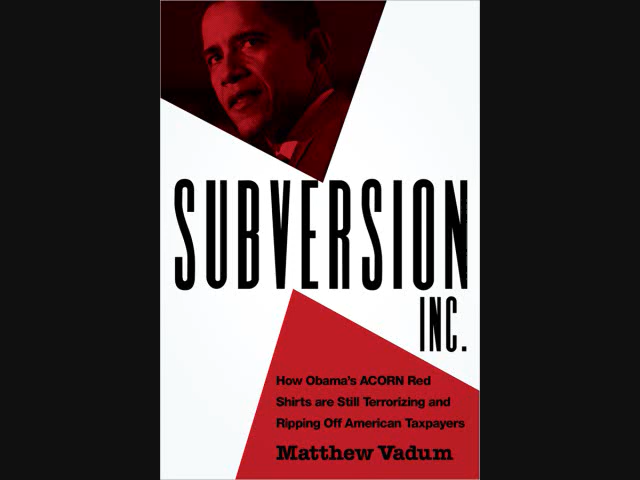 SUBVERSION
INC.
How Obama's ACORN Red
Shirts are Still Terrorizing and
Ripping Off American Taxpayers
Matthew Vadum